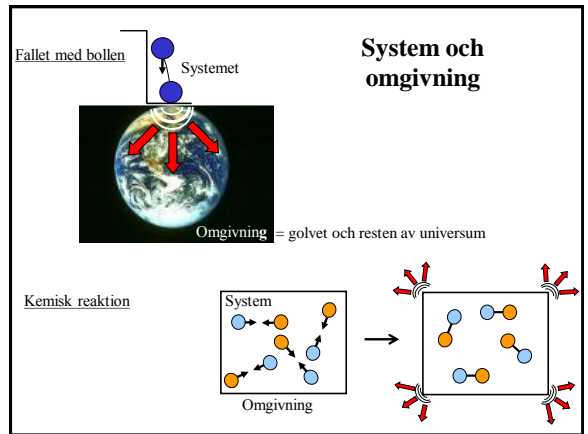 System och
omgivning
Fallet med bollen
Systemet
Omgivning = golvet och resten av universum
Kemisk reaktion
System
Omgivning